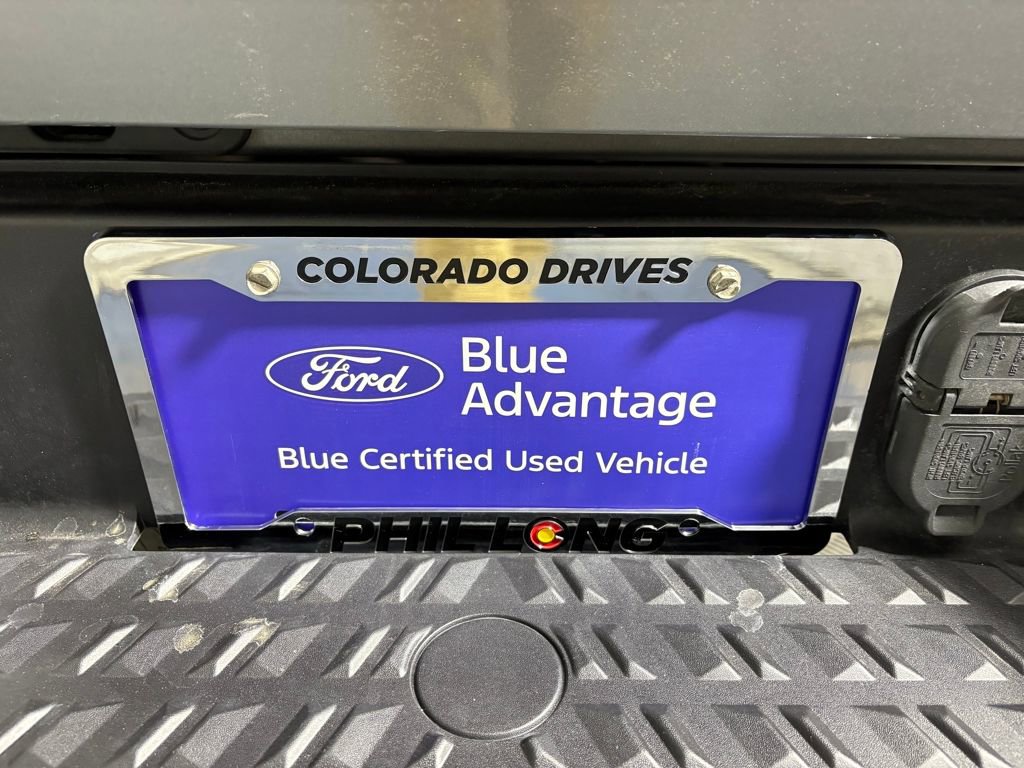 COLORADO DRIVES
Ford
Blue
Advantage
Blue Certified Used Vehicle
PHIL LONG